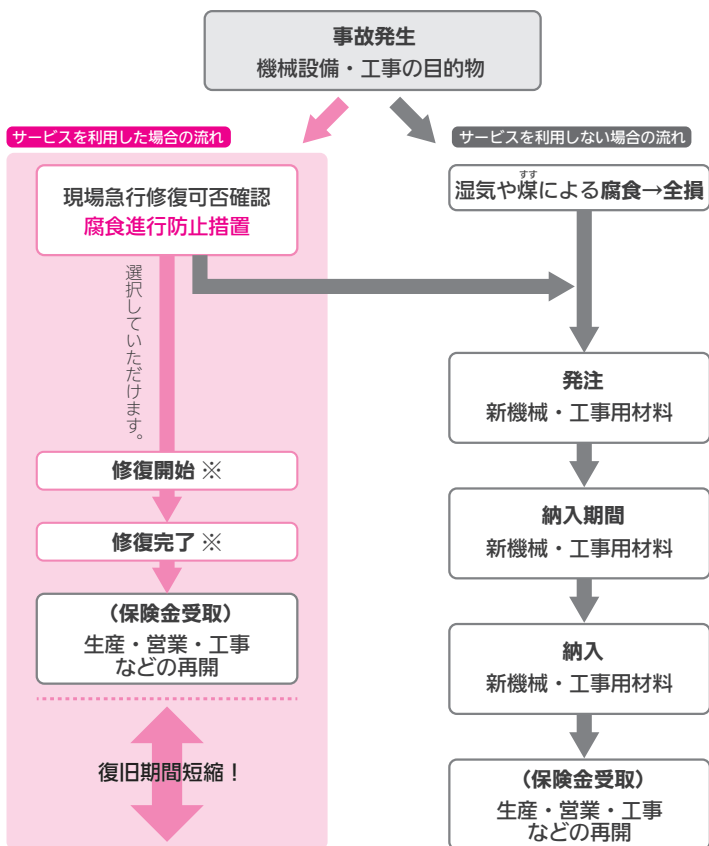 事故発生
機械設備・工事の目的物
サービスを利用した場合の流れ
現場急行修復可否確認
腐食進行防止措置
選択していただけます。
修復開始 ※
修復完了 ※
（保険金受取）
生産・営業・工事
などの再開
復旧期間短縮！
サービスを利用しない場合の流れ
すす
湿気や煤による腐食→全損
発注
新機械・工事用材料
納入期間
新機械・工事用材料
納入
新機械・工事用材料
（保険金受取）
生産・営業・工事
などの再開